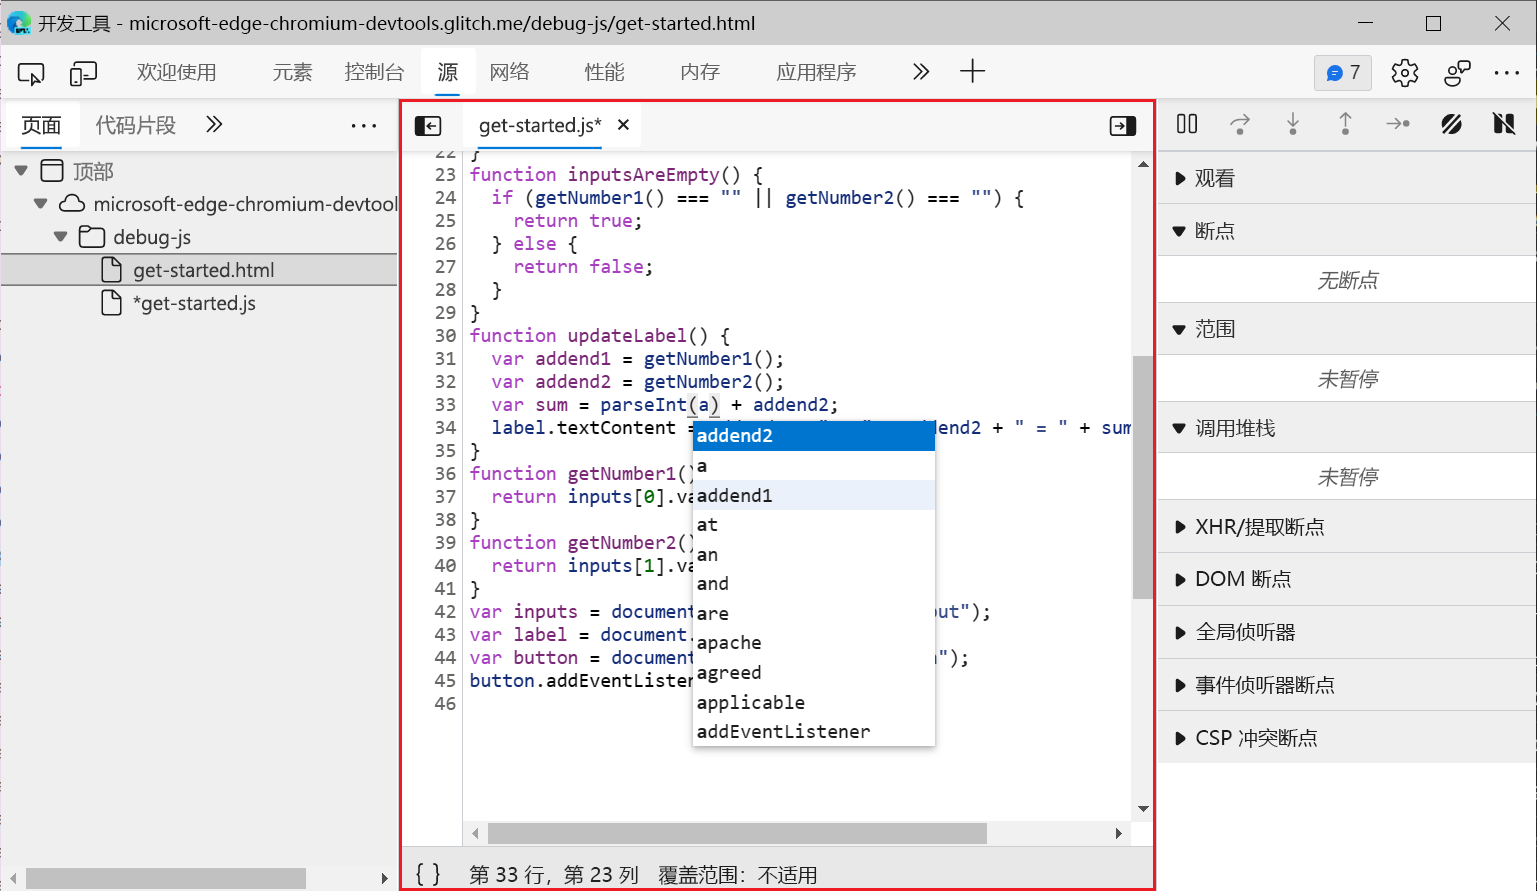 开发工具 - microsoft-edge-chromium-devtools.glitch.me/debug-js/get-started.html
欢迎使用 元素 控制台 源 网络 性能 内存 应用程序 7
页面 代码片段
顶部
microsoft-edge-chromium-devtool
debug-js
get-started.html
*get-started.js
get-started.js*
22 }
23 function inputsAreEmpty() {
24 if (getNumber1() === "" || getNumber2() === "") {
25 return true;
26 } else {
27 return false;
28 }
29 }
30 function updateLabel() {
31 var addend1 = getNumber1();
32 var addend2 = getNumber2();
33 var sum = parseInt(a) + addend2;
34 label.textContent = dend2 + " = " + sum
35 }
36 function getNumber1()
37 return inputs[0].va
38 }
39 function getNumber2()
40 return inputs[1].va
41 }
42 var inputs = document out");
43 var label = document.
44 var button = document ");
45 button.addEventListen
46
addend2
a
addend1
at
an
and
are
apache
agreed
applicable
addEventListener
{ } 第 33 行，第 23 列 覆盖范围：不适用
观看
断点
无断点
范围
未暂停
调用堆栈
未暂停
XHR/提取断点
DOM 断点
全局侦听器
事件侦听器断点
CSP 冲突断点